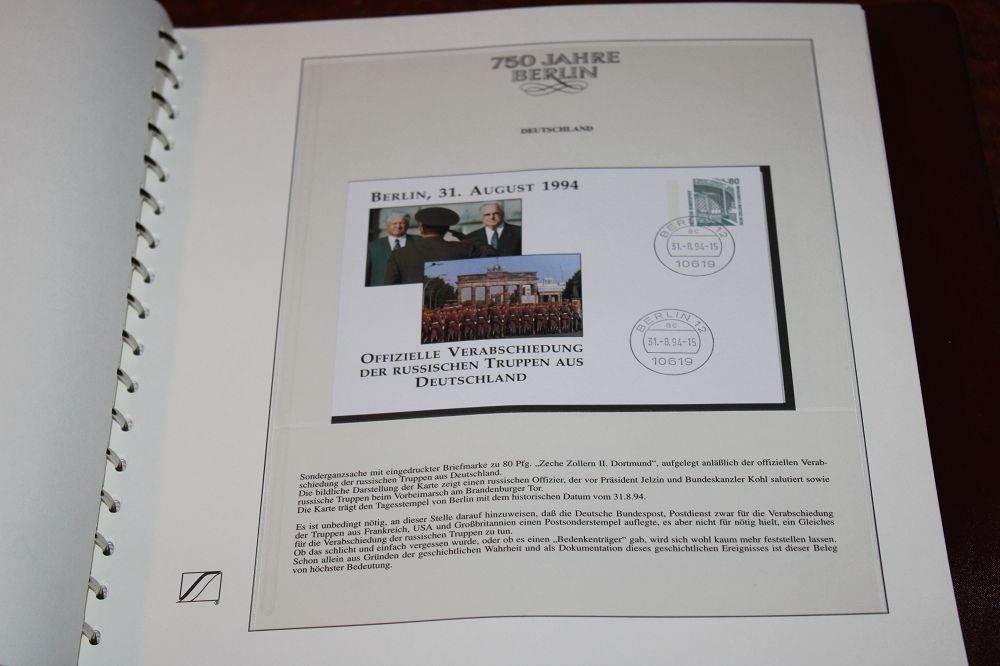 750 JAHRE
BERLIN
DEUTSCHLAND
BERLIN, 31. AUGUST 1994
80
BERLIN 12
ac
31.-8.94-15
10619
BERLIN 12
ac
31.-8.94-15
10619
OFFIZIELLE VERABSCHIEDUNG
DER RUSSISCHEN TRUPPEN AUS
DEUTSCHLAND
Sonderganzsache mit eingedruckter Briefmarke zu 80 Pfg. „Zeche Zollern II. Dortmund“, aufgelegt anläßlich der offiziellen Verab-
schiedung der russischen Truppen aus Deutschland.
Die bildliche Darstellung der Karte zeigt einen russischen Offizier, der vor Präsident Jelzin und Bundeskanzler Kohl salutiert sowie
russische Truppen beim Vorbeimarsch am Brandenburger Tor.
Die Karte trägt den Tagesstempel von Berlin mit dem historischen Datum vom 31.8.94.
Es ist unbedingt nötig, an dieser Stelle darauf hinzuweisen, daß die Deutsche Bundespost, Postdienst zwar für die Verabschiedung
der Truppen aus Frankreich, USA und Großbritannien einen Postsonderstempel auflegte, es aber nicht für nötig hielt, ein Gleiches
für die Verabschiedung der russischen Truppen zu tun.
Ob das schlicht und einfach vergessen wurde, oder ob es einen „Bedenkenträger“ gab, wird sich wohl kaum mehr feststellen lassen.
Schon allein aus Gründen der geschichtlichen Wahrheit und als Dokumentation dieses geschichtlichen Ereignisses ist dieser Beleg
von höchster Bedeutung.